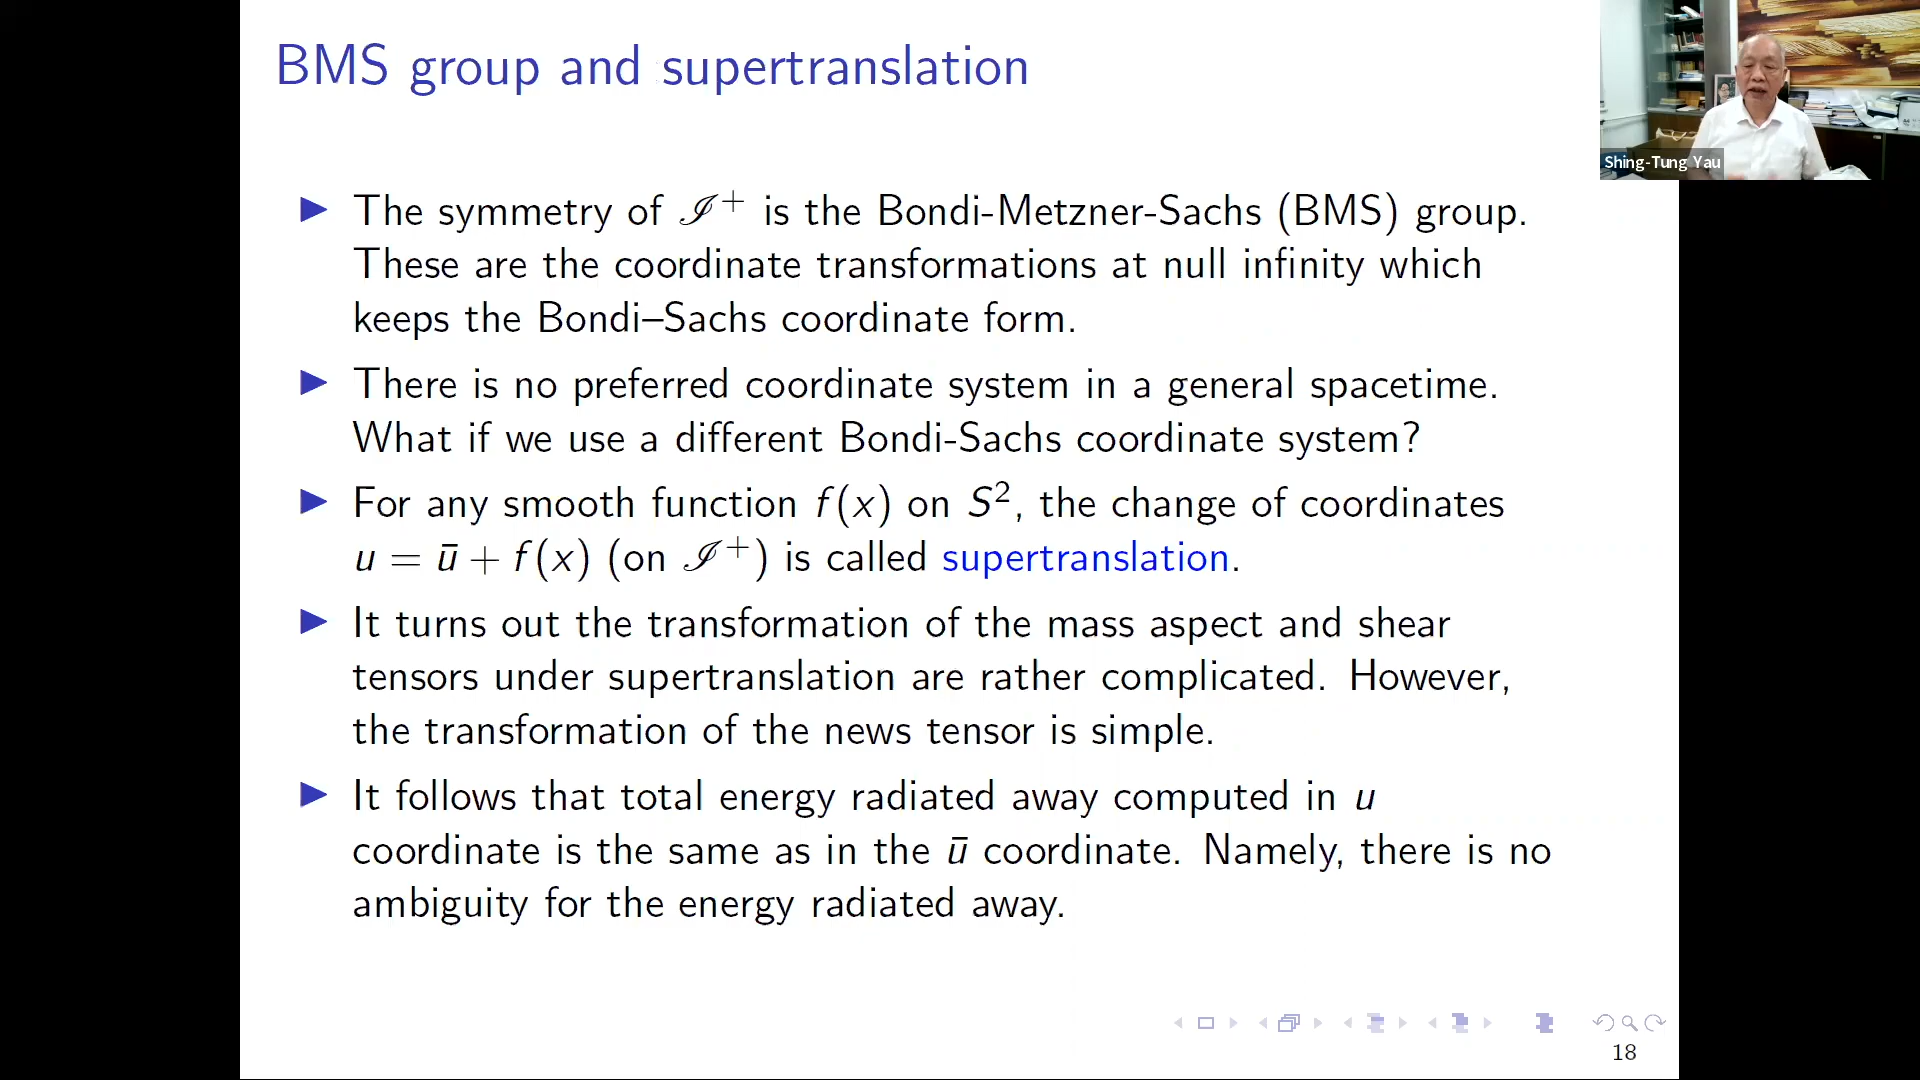 BMS group and supertranslation
Shing-Tung Yau
▶ The symmetry of ℐ⁺ is the Bondi-Metzner-Sachs (BMS) group.
These are the coordinate transformations at null infinity which
keeps the Bondi–Sachs coordinate form.
▶ There is no preferred coordinate system in a general spacetime.
What if we use a different Bondi-Sachs coordinate system?
▶ For any smooth function f(x) on S², the change of coordinates
u = ū + f(x) (on ℐ⁺) is called supertranslation.
▶ It turns out the transformation of the mass aspect and shear
tensors under supertranslation are rather complicated. However,
the transformation of the news tensor is simple.
▶ It follows that total energy radiated away computed in u
coordinate is the same as in the ū coordinate. Namely, there is no
ambiguity for the energy radiated away.
18